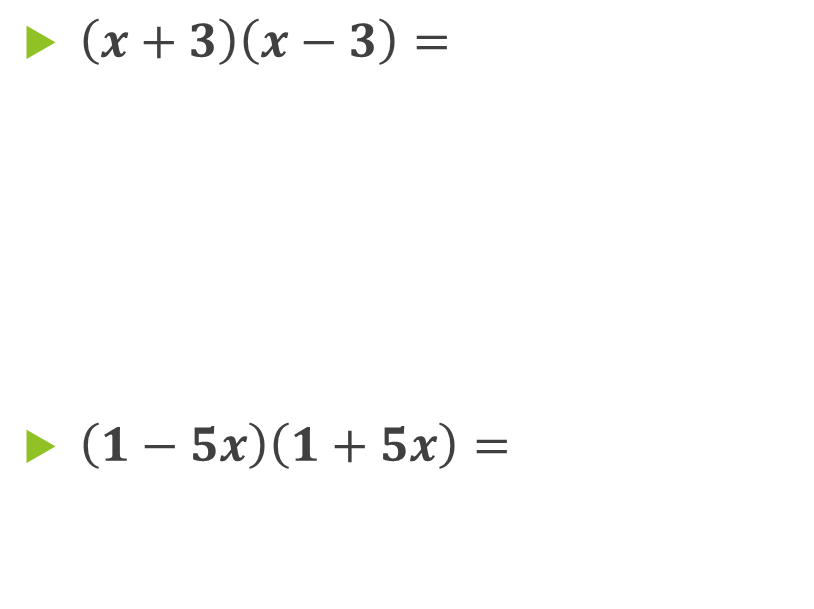 (x + 3)(x − 3) =
(1 − 5x)(1 + 5x) =